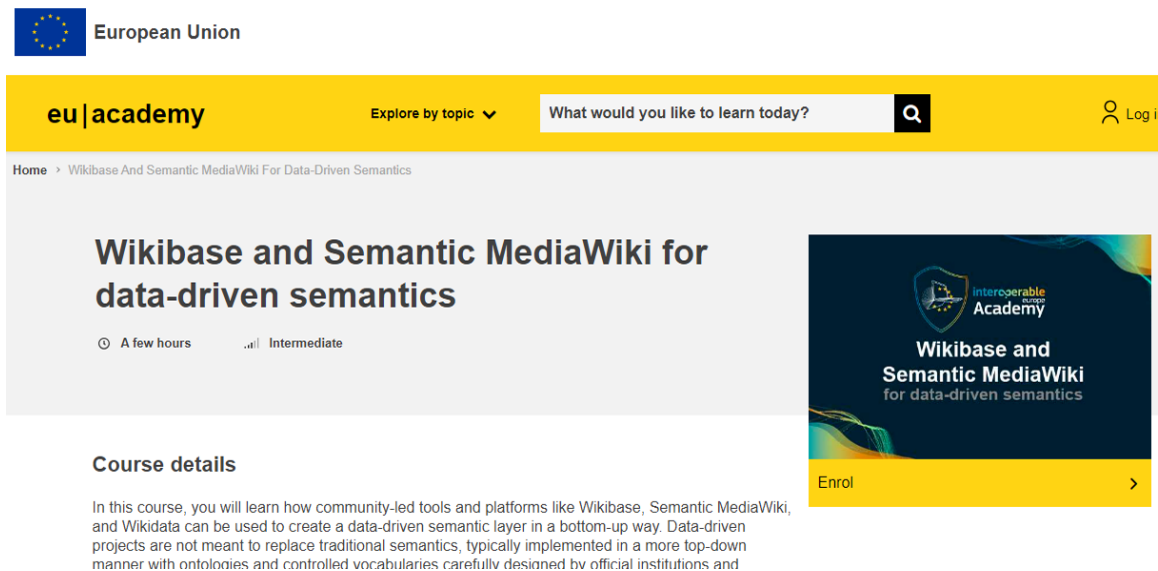 European Union
eu|academy
Explore by topic
What would you like to learn today?
Log i
Home > Wikibase And Semantic MediaWiki For Data-Driven Semantics
Wikibase and Semantic MediaWiki for
data-driven semantics
A few hours
Intermediate
interoperable
europe
Academy
Wikibase and
Semantic MediaWiki
for data-driven semantics
Enrol
Course details
In this course, you will learn how community-led tools and platforms like Wikibase, Semantic MediaWiki,
and Wikidata can be used to create a data-driven semantic layer in a bottom-up way. Data-driven
projects are not meant to replace traditional semantics, typically implemented in a more top-down
manner with ontologies and controlled vocabularies carefully designed by official institutions and